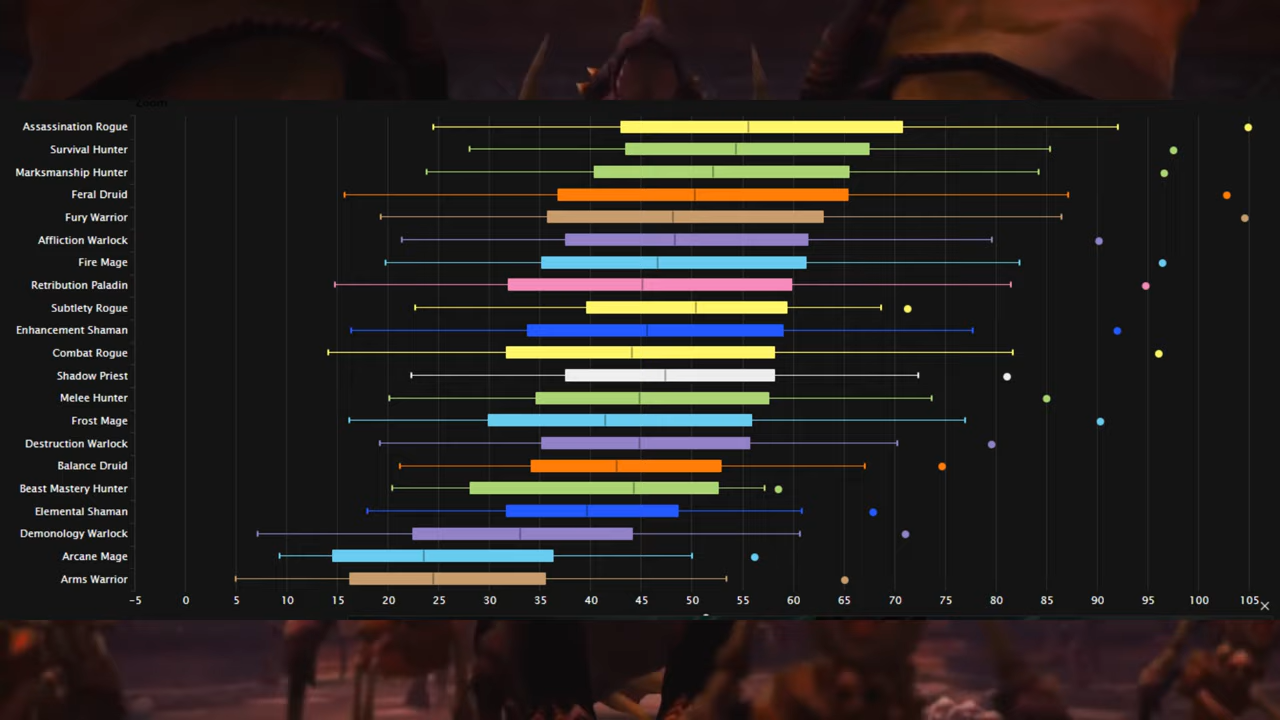 Zoom
Assassination Rogue
Survival Hunter
Marksmanship Hunter
Feral Druid
Fury Warrior
Affliction Warlock
Fire Mage
Retribution Paladin
Subtlety Rogue
Enhancement Shaman
Combat Rogue
Shadow Priest
Melee Hunter
Frost Mage
Destruction Warlock
Balance Druid
Beast Mastery Hunter
Elemental Shaman
Demonology Warlock
Arcane Mage
Arms Warrior
-5 0 5 10 15 20 25 30 35 40 45 50 55 60 65 70 75 80 85 90 95 100 105